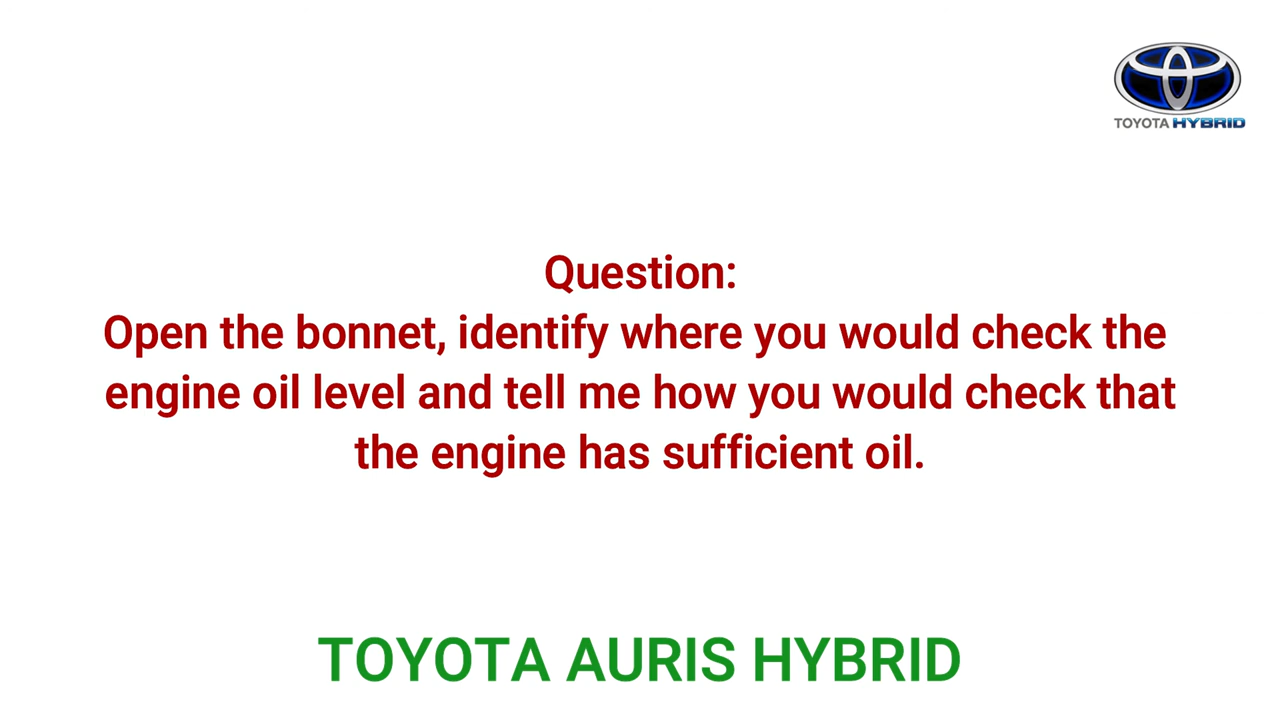 TOYOTA HYBRID
Question:
Open the bonnet, identify where you would check the
engine oil level and tell me how you would check that
the engine has sufficient oil.
TOYOTA AURIS HYBRID